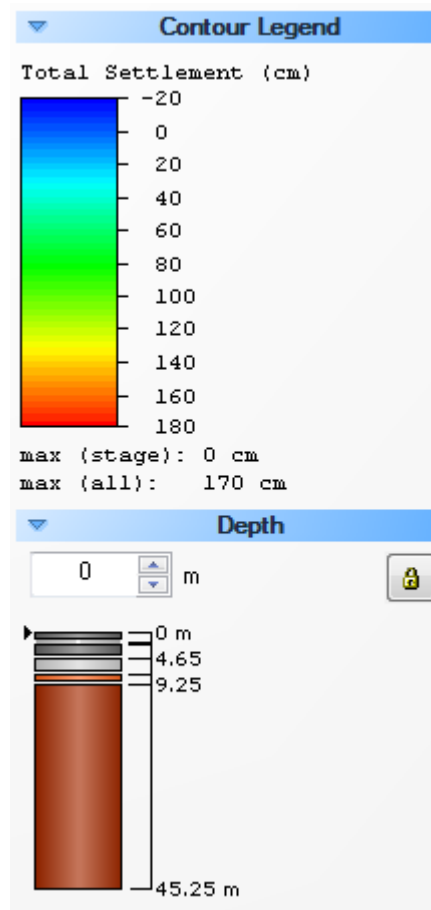 Contour Legend
Total Settlement (cm)
-20
0
20
40
60
80
100
120
140
160
180
max (stage): 0 cm
max (all): 170 cm
Depth
0 m
0 m
4.65
9.25
45.25 m